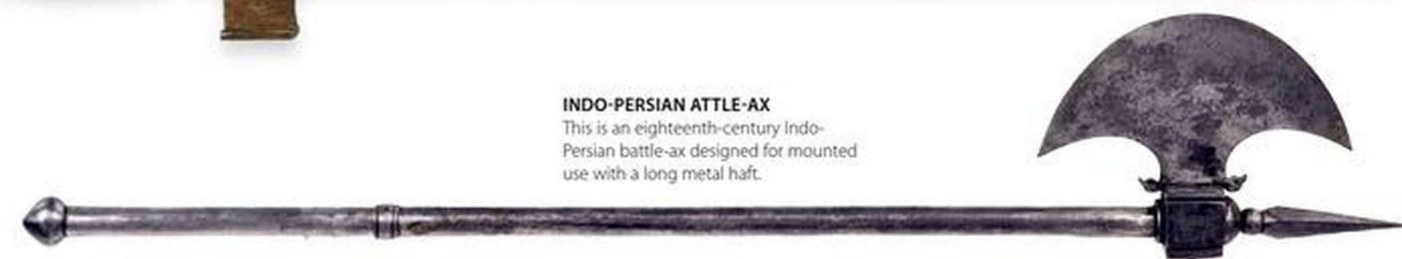 INDO-PERSIAN ATTLE-AX
This is an eighteenth-century Indo-
Persian battle-ax designed for mounted
use with a long metal haft.